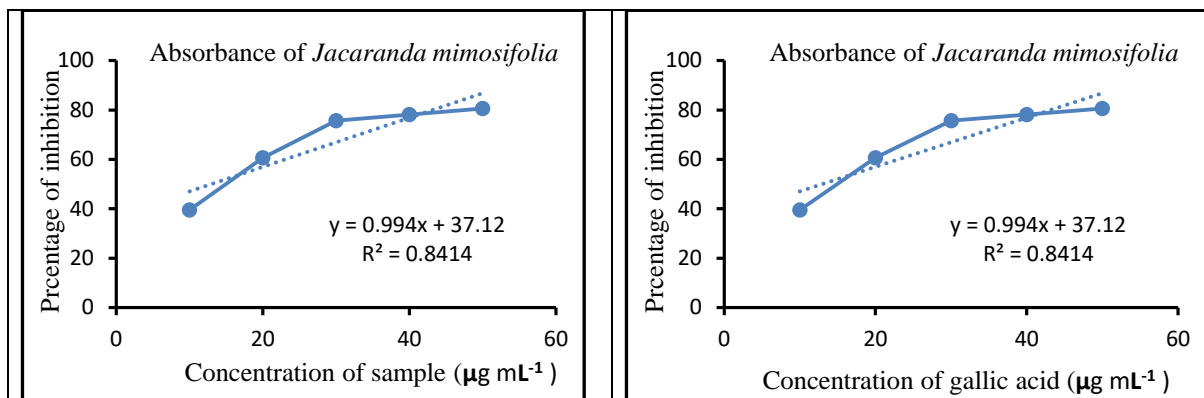 Absorbance of Jacaranda mimosifolia
Prcentage of inhibition
100
80
60
40
20
0
y = 0.994x + 37.12
R² = 0.8414
0 20 40 60
Concentration of sample (µg mL⁻¹ )
Absorbance of Jacaranda mimosifolia
Prcentage of inhibition
100
80
60
40
20
0
y = 0.994x + 37.12
R² = 0.8414
0 20 40 60
Concentration of gallic acid (µg mL⁻¹ )